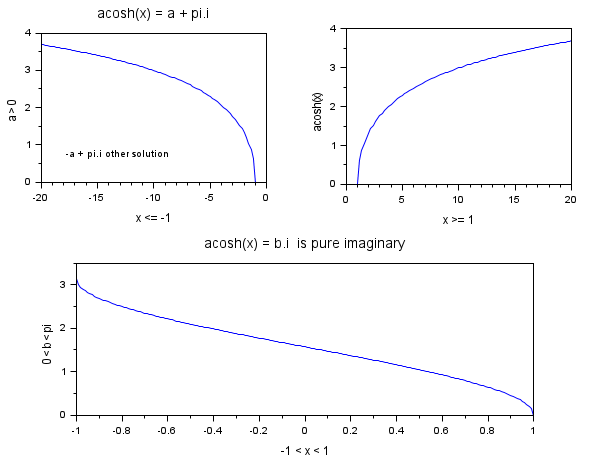 acosh(x) = a + pi.i
4
3
2
1
0
a > 0
-a + pi.i other solution
-20 -15 -10 -5 0
x <= -1
4
3
2
1
0
acosh(x)
0 5 10 15 20
x >= 1
acosh(x) = b.i is pure imaginary
3
2
1
0
0 < b < pi
-1 -0.8 -0.6 -0.4 -0.2 0 0.2 0.4 0.6 0.8 1
-1 < x < 1